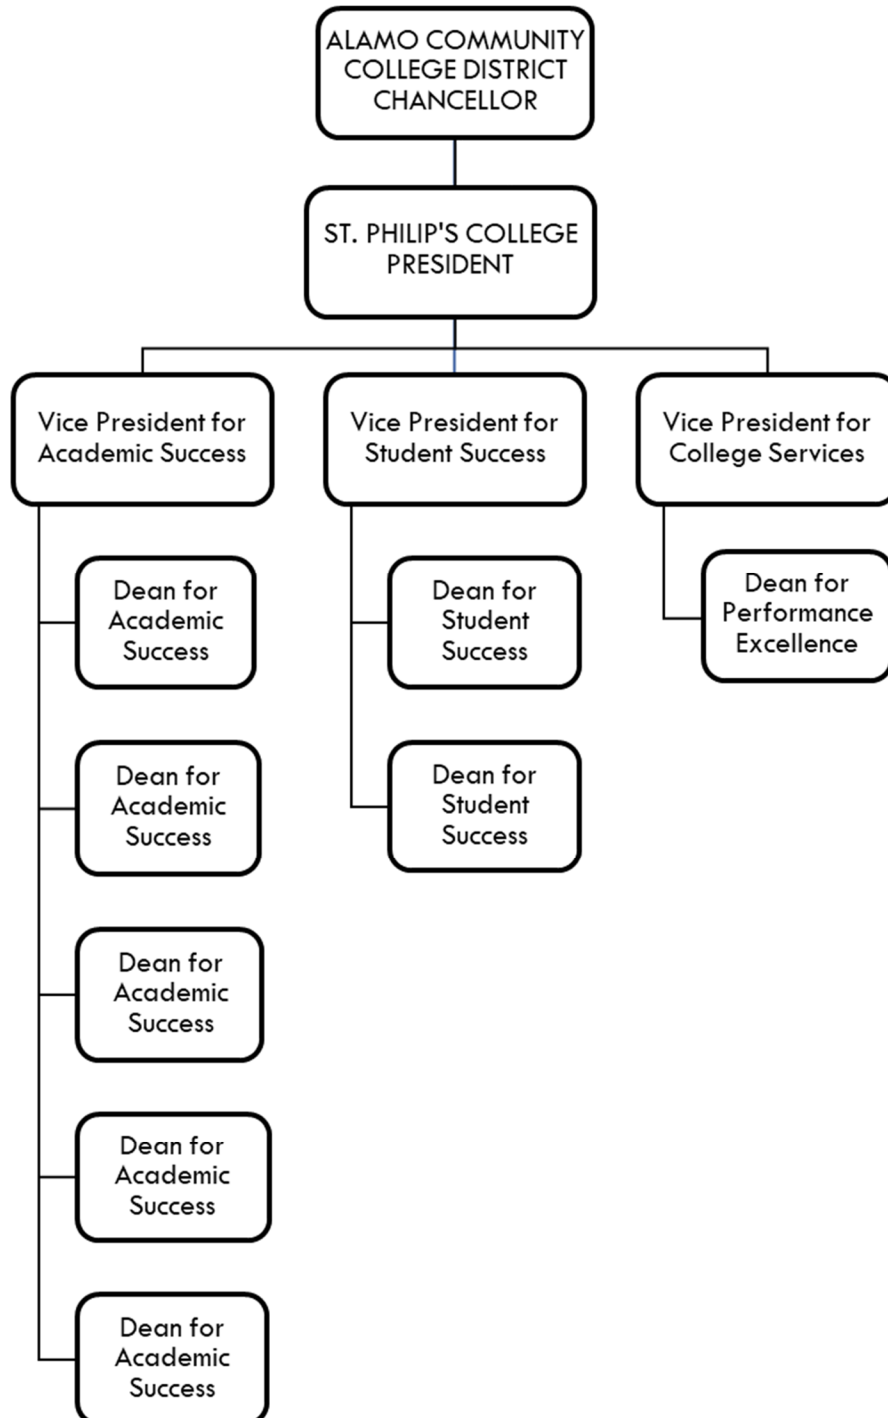 ALAMO COMMUNITY
COLLEGE DISTRICT
CHANCELLOR
ST. PHILIP'S COLLEGE
PRESIDENT
Vice President for
Academic Success
Dean for
Academic
Success
Dean for
Academic
Success
Dean for
Academic
Success
Dean for
Academic
Success
Dean for
Academic
Success
Vice President for
Student Success
Dean for
Student
Success
Dean for
Student
Success
Vice President for
College Services
Dean for
Performance
Excellence